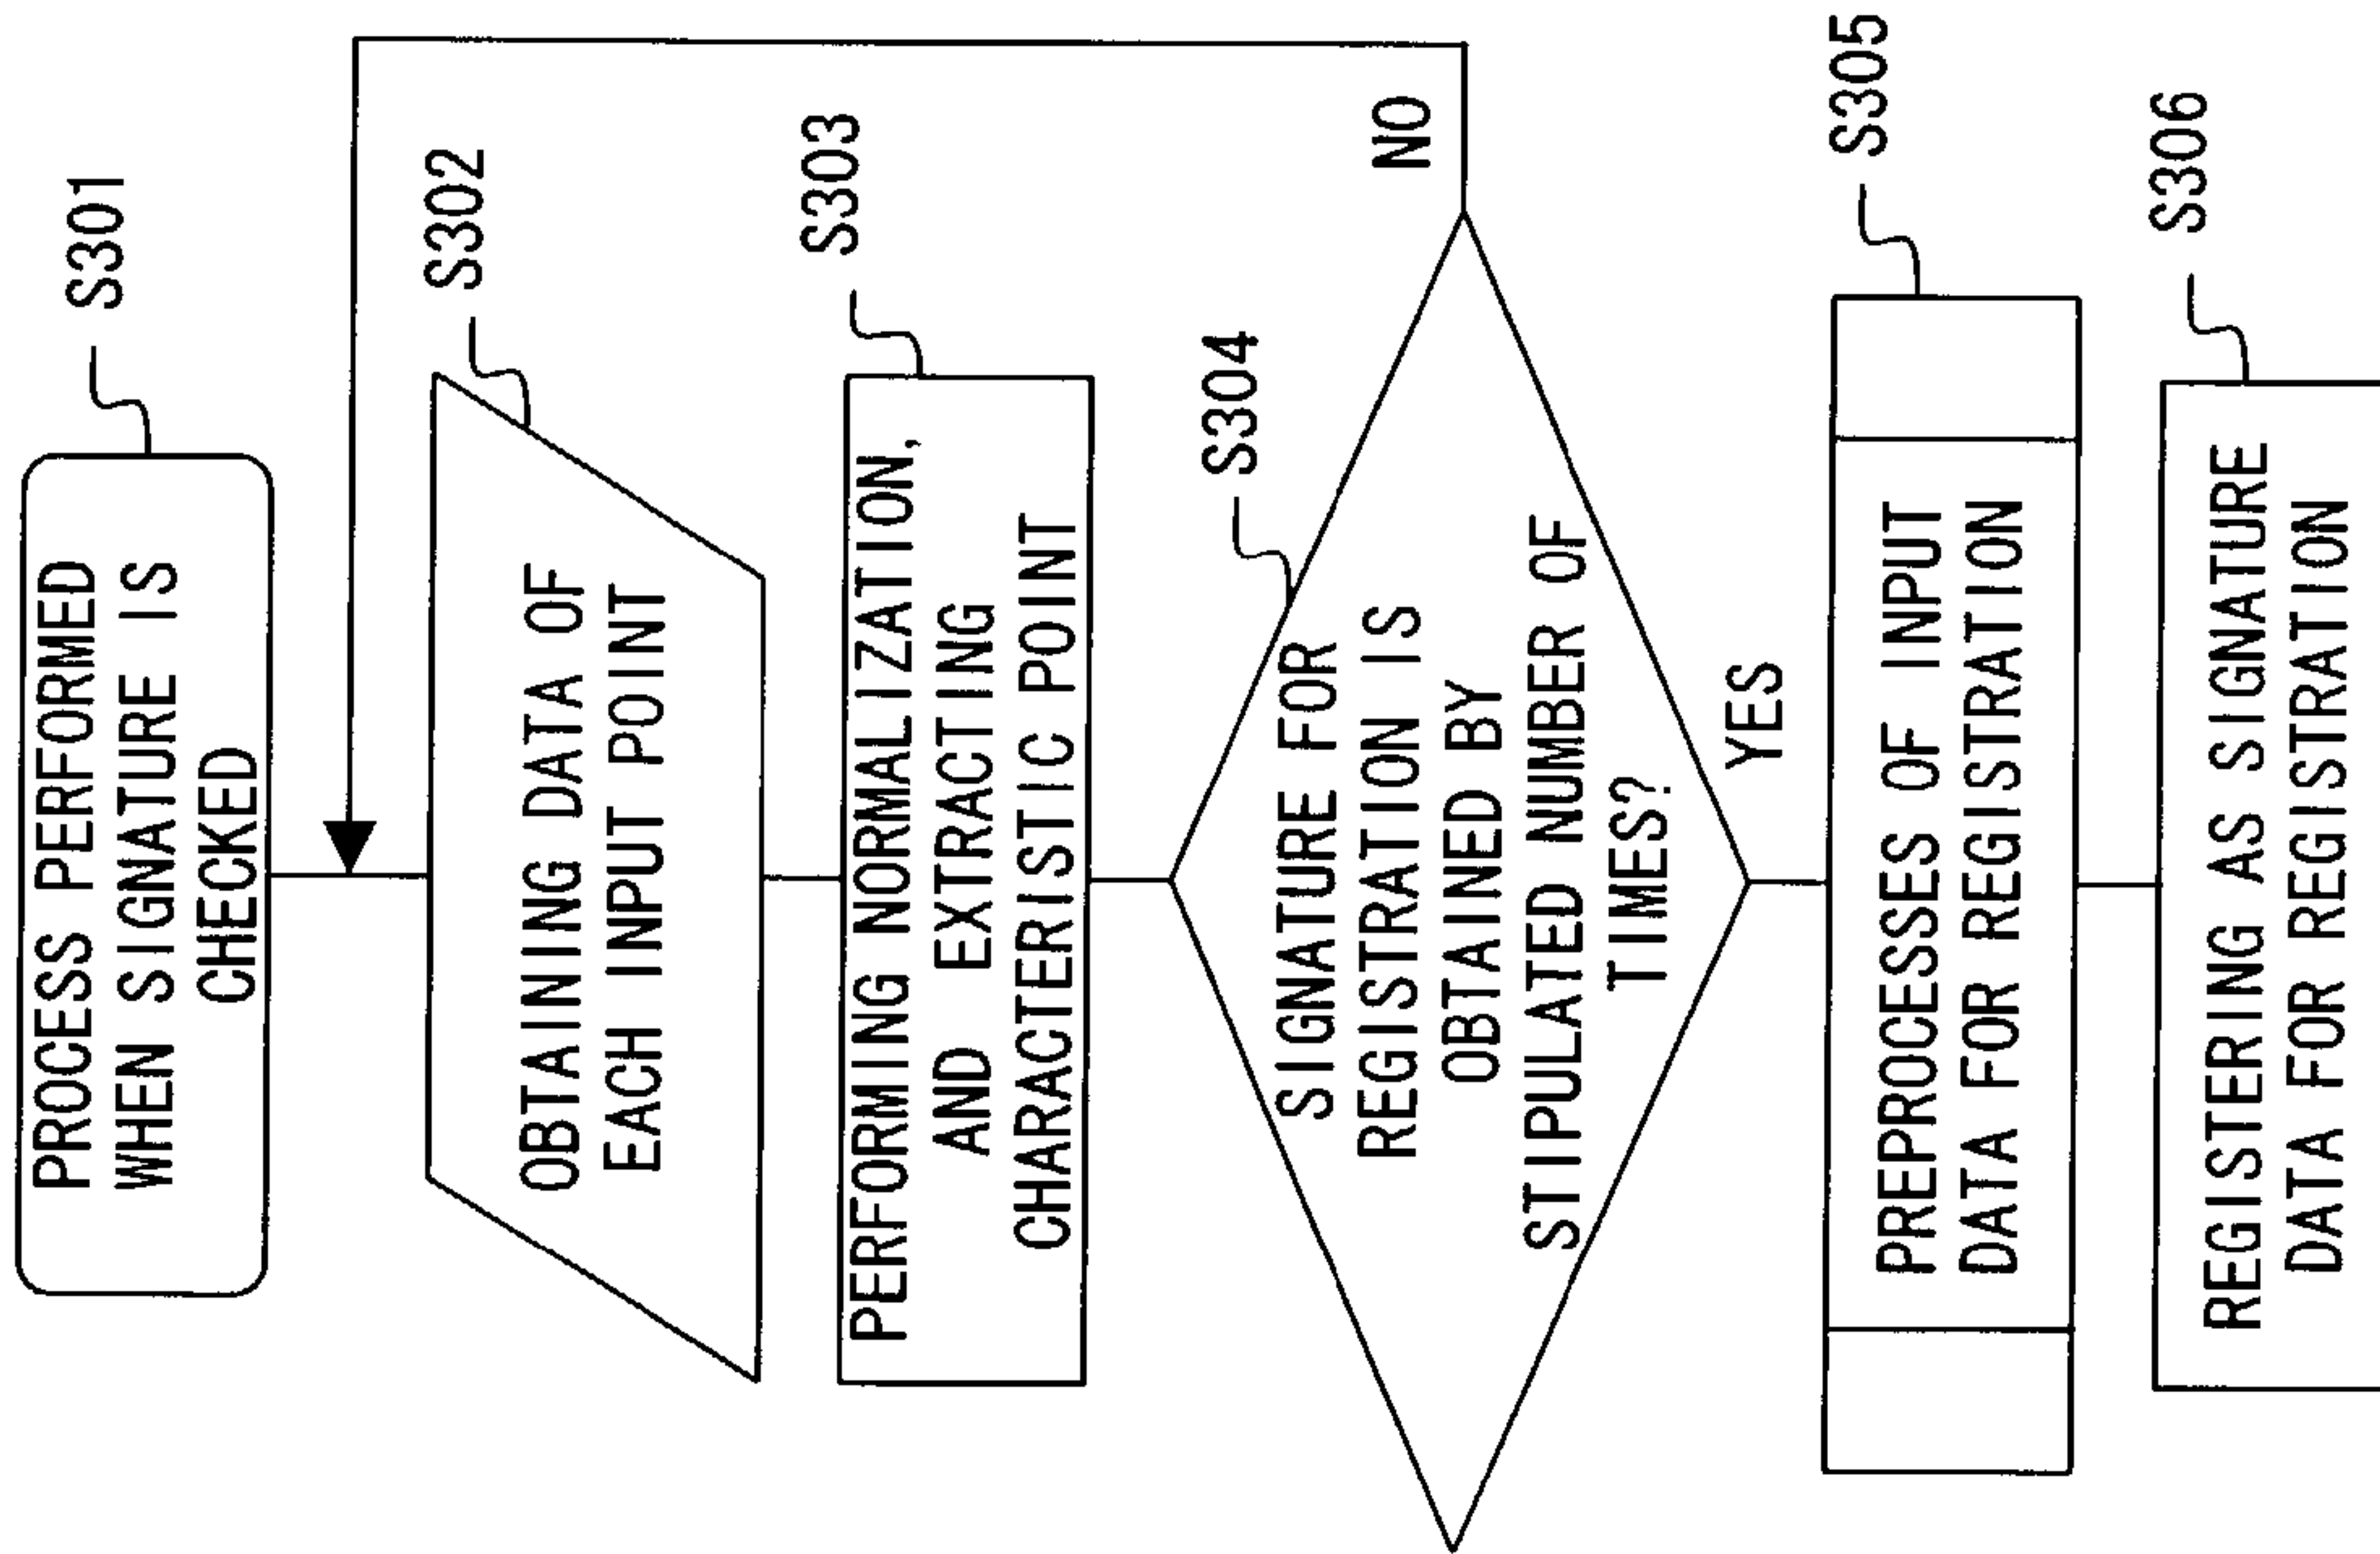 PROCESS PERFORMED
WHEN SIGNATURE IS
CHECKED
S301
OBTAINING DATA OF
EACH INPUT POINT
S302
PERFORMING NORMALIZATION,
AND EXTRACTING
CHARACTERISTIC POINT
S303
SIGNATURE FOR
REGISTRATION IS
OBTAINED BY
STIPULATED NUMBER OF
TIMES?
S304
NO
YES
PREPROCESSES OF INPUT
DATA FOR REGISTRATION
S305
REGISTERING AS SIGNATURE
DATA FOR REGISTRATION
S306